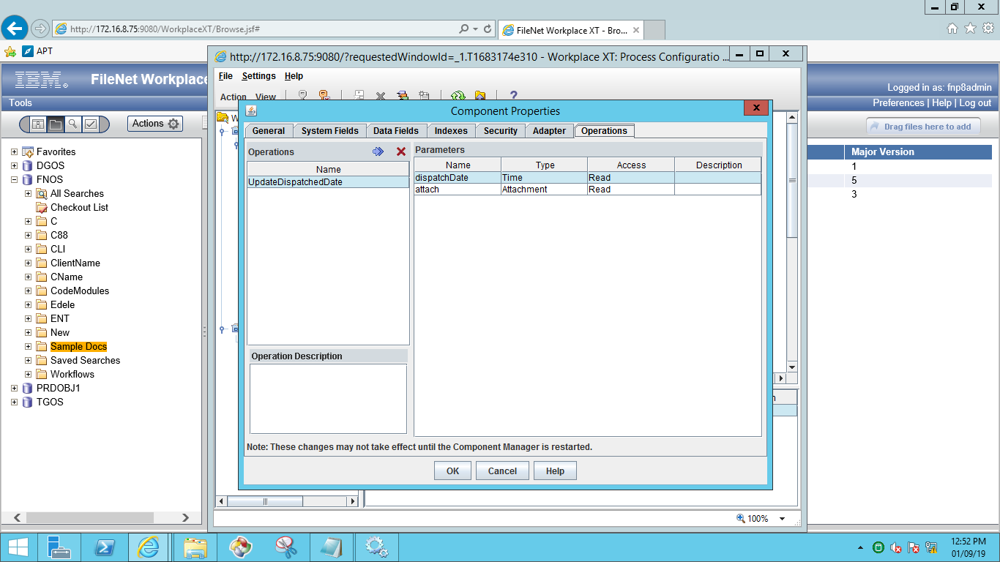 http://172.16.8.75:9080/WorkplaceXT/Browse.jsf#
FileNet Workplace XT - Bro...
APT
http://172.16.8.75:9080/?requestedWindowId=_1.T1683174e310 - Workplace XT: Process Configuratio ...
File Settings Help
IBM. FileNet Workplace
Action View
Logged in as: fnp8admin
Tools
Preferences | Help | Log out
Component Properties
Actions
Drag files here to add
General System Fields Data Fields Indexes Security Adapter Operations
Favorites
DGOS
FNOS
All Searches
Checkout List
C
C88
CLI
ClientName
CName
CodeModules
Edele
ENT
New
Sample Docs
Saved Searches
Workflows
PRDOBJ1
TGOS
Operations
Name
UpdateDispatchedDate
Operation Description
Parameters
Name Type Access Description
dispatchDate Time Read
attach Attachment Read
Major Version
1
5
3
Note: These changes may not take effect until the Component Manager is restarted.
OK Cancel Help
100%
12:52 PM
01/09/19